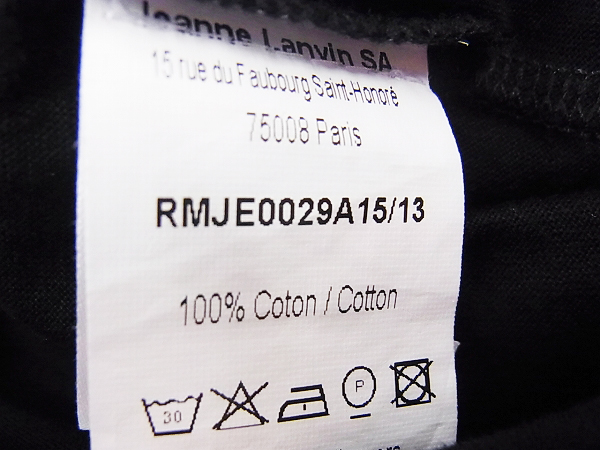 Jeanne Lanvin SA
15 rue du Faubourg Saint-Honoré
75008 Paris
RMJE0029A15/13
100% Coton / Cotton
30 P